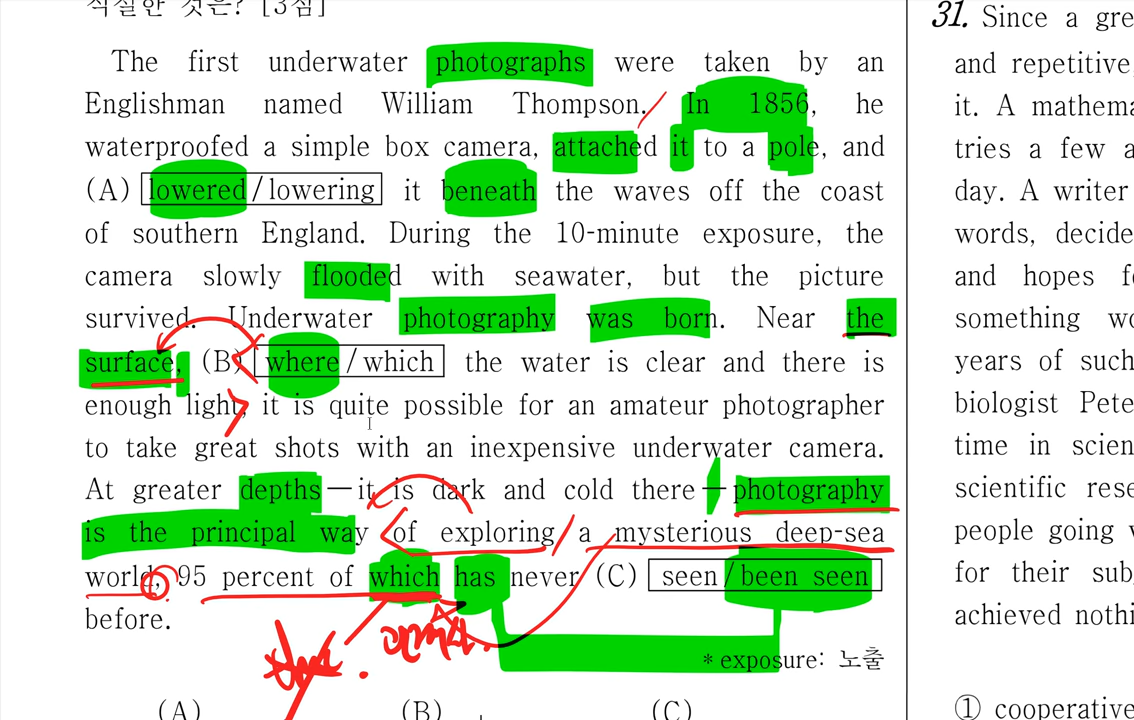 적절한 것은? [3점]
The first underwater photographs were taken by an
Englishman named William Thompson. In 1856, he
waterproofed a simple box camera, attached it to a pole, and
(A) lowered / lowering it beneath the waves off the coast
of southern England. During the 10-minute exposure, the
camera slowly flooded with seawater, but the picture
survived. Underwater photography was born. Near the
surface, (B) where / which the water is clear and there is
enough light, it is quite possible for an amateur photographer
to take great shots with an inexpensive underwater camera.
At greater depths — it is dark and cold there — photography
is the principal way of exploring a mysterious deep-sea
world, 95 percent of which has never (C) seen / been seen
before.
* exposure: 노출
(A) (B) (C)
31. Since a gre
and repetitive,
it. A mathema
tries a few a
day. A writer
words, decide
and hopes f
something wo
years of such
biologist Pete
time in scien
scientific rese
people going w
for their sub
achieved nothi
① cooperative